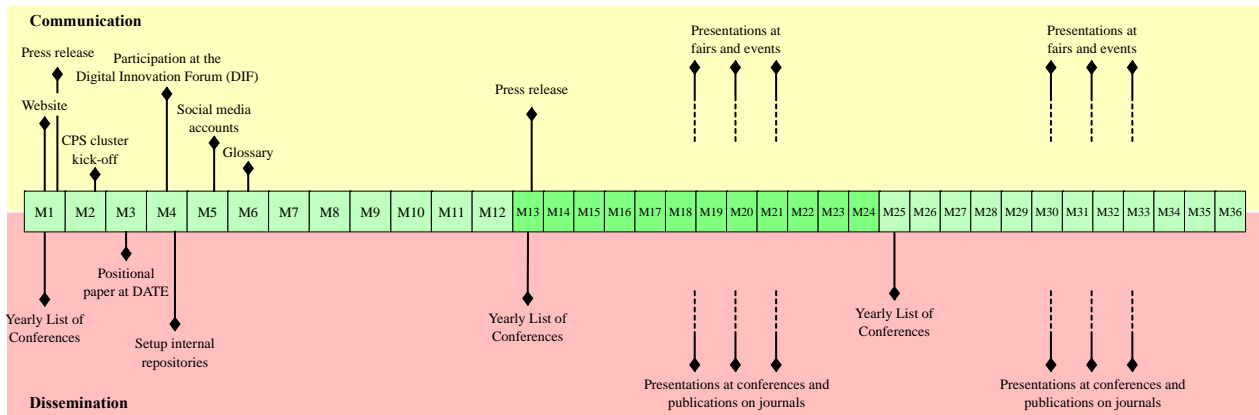 Communication
Press release
Participation at the
Digital Innovation Forum (DIF)
Website
Social media
accounts
CPS cluster
kick-off
Glossary
Press release
Presentations at
fairs and events
Presentations at
fairs and events
M1 M2 M3 M4 M5 M6 M7 M8 M9 M10 M11 M12 M13 M14 M15 M16 M17 M18 M19 M20 M21 M22 M23 M24 M25 M26 M27 M28 M29 M30 M31 M32 M33 M34 M35 M36
Positional
paper at DATE
Yearly List of
Conferences
Setup internal
repositories
Yearly List of
Conferences
Yearly List of
Conferences
Presentations at conferences and
publications on journals
Presentations at conferences and
publications on journals
Dissemination